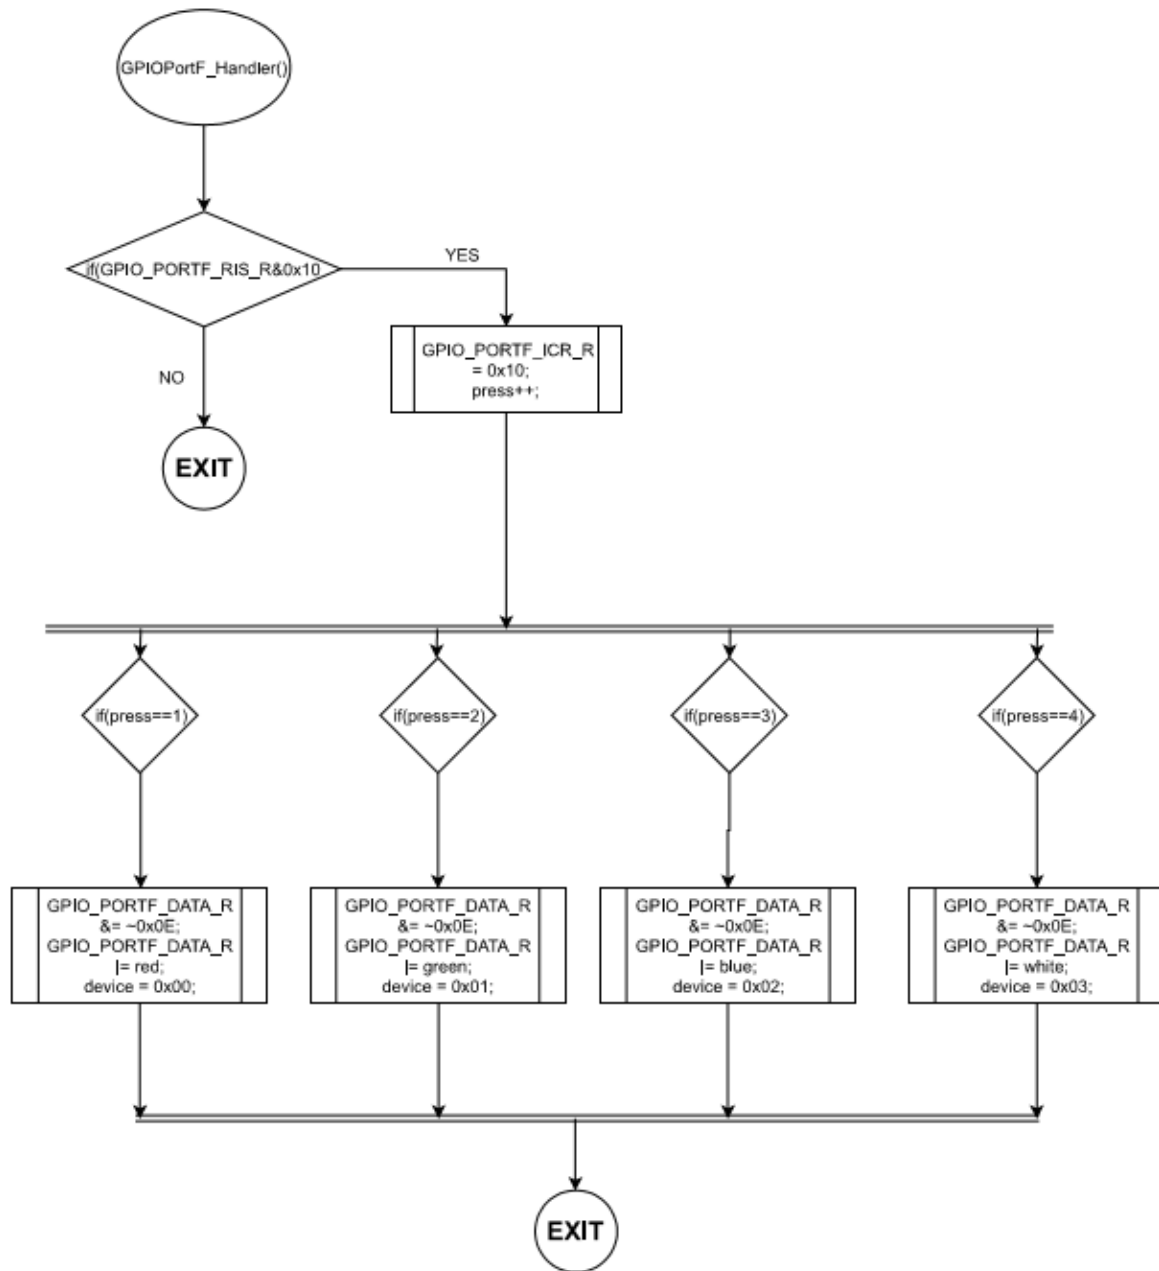 GPIOPortF_Handler()
if(GPIO_PORTF_RIS_R&0x10
YES
GPIO_PORTF_ICR_R
= 0x10;
press++;
NO
EXIT
if(press==1)
if(press==2)
if(press==3)
if(press==4)
GPIO_PORTF_DATA_R
&= ~0x0E;
GPIO_PORTF_DATA_R
|= red;
device = 0x00;
GPIO_PORTF_DATA_R
&= ~0x0E;
GPIO_PORTF_DATA_R
|= green;
device = 0x01;
GPIO_PORTF_DATA_R
&= ~0x0E;
GPIO_PORTF_DATA_R
|= blue;
device = 0x02;
GPIO_PORTF_DATA_R
&= ~0x0E;
GPIO_PORTF_DATA_R
|= white;
device = 0x03;
EXIT